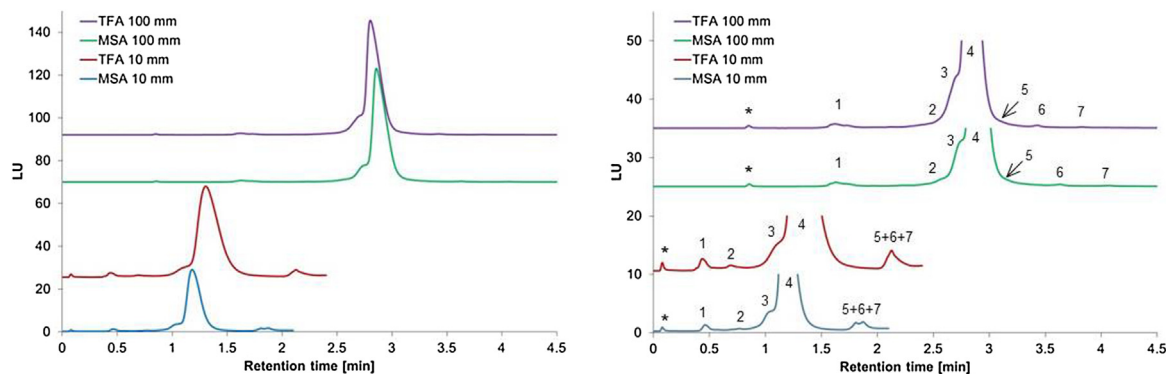 TFA 100 mm
MSA 100 mm
TFA 10 mm
MSA 10 mm
140
120
100
80
60
40
20
0
LU
0 0.5 1 1.5 2 2.5 3 3.5 4 4.5
Retention time [min]
TFA 100 mm
MSA 100 mm
TFA 10 mm
MSA 10 mm
50
40
30
20
10
0
LU
* 1 2 3 4 5 6 7
* 1 2 3 4 5 6 7
* 1 2 3 4 5+6+7
* 1 2 3 4 5+6+7
0 0.5 1 1.5 2 2.5 3 3.5 4 4.5
Retention time [min]